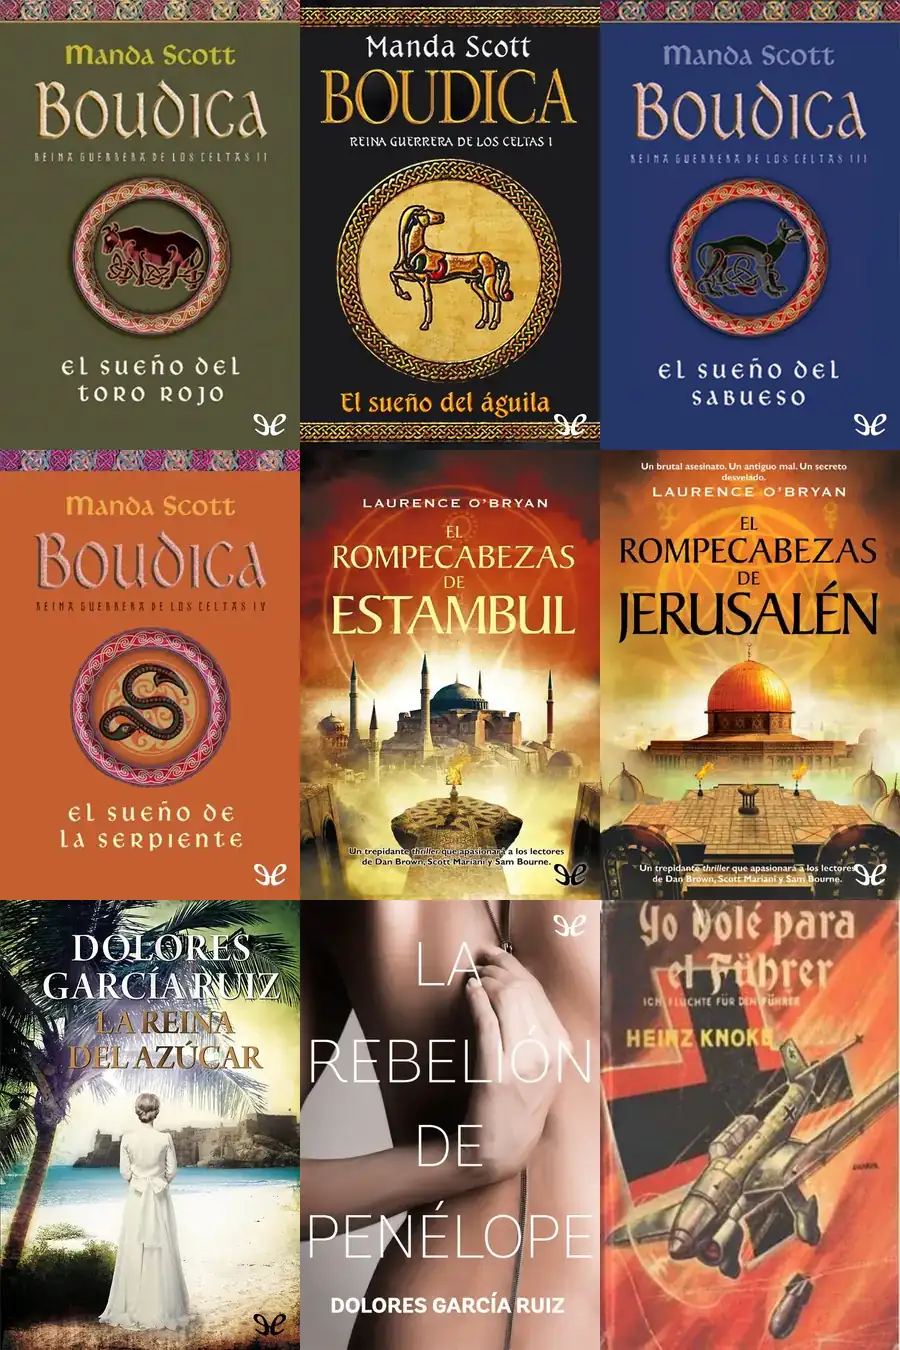 Manda Scott
BOUDICA
REINA GUERRERA DE LOS CELTAS II
EL SUEÑO DEL
TORO ROJO
Manda Scott
BOUDICA
REINA GUERRERA DE LOS CELTAS I
El sueño del águila
Manda Scott
BOUDICA
REINA GUERRERA DE LOS CELTAS III
EL SUEÑO DEL
SABUESO
Manda Scott
BOUDICA
REINA GUERRERA DE LOS CELTAS IV
EL SUEÑO DE
LA SERPIENTE
LAURENCE O'BRYAN
EL
ROMPECABEZAS
DE
ESTAMBUL
Un trepidante thriller que apasionará a los lectores
de Dan Brown, Scott Mariani y Sam Bourne.
Un brutal asesinato. Un antiguo mal. Un secreto
desvelado.
LAURENCE O'BRYAN
EL
ROMPECABEZAS
DE
JERUSALÉN
Un trepidante thriller que apasionará a los lectores
de Dan Brown, Scott Mariani y Sam Bourne.
DOLORES
GARCÍA RUIZ
LA REINA
DEL AZÚCAR
LA
REBELIÓN
DE
PENÉLOPE
DOLORES GARCÍA RUIZ
Yo volé para
el Führer
HEINZ KNOKE